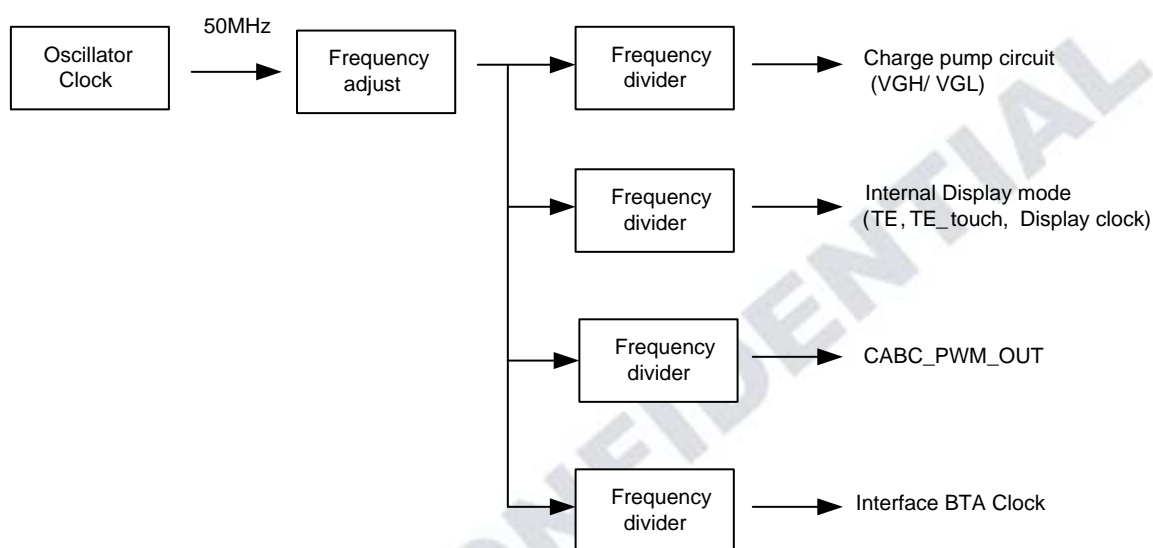 50MHz
Oscillator
Clock
Frequency
adjust
Frequency
divider
Charge pump circuit
(VGH/ VGL)
Frequency
divider
Internal Display mode
(TE, TE_touch, Display clock)
Frequency
divider
CABC_PWM_OUT
Frequency
divider
Interface BTA Clock
ONFIDENTIAL